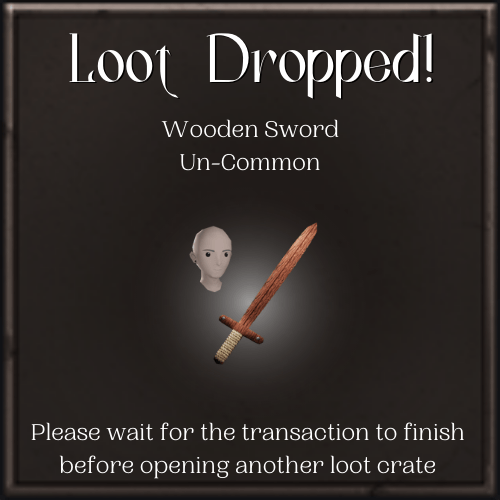 Loot Dropped!
Wooden Sword
Un-Common
Please wait for the transaction to finish
before opening another loot crate